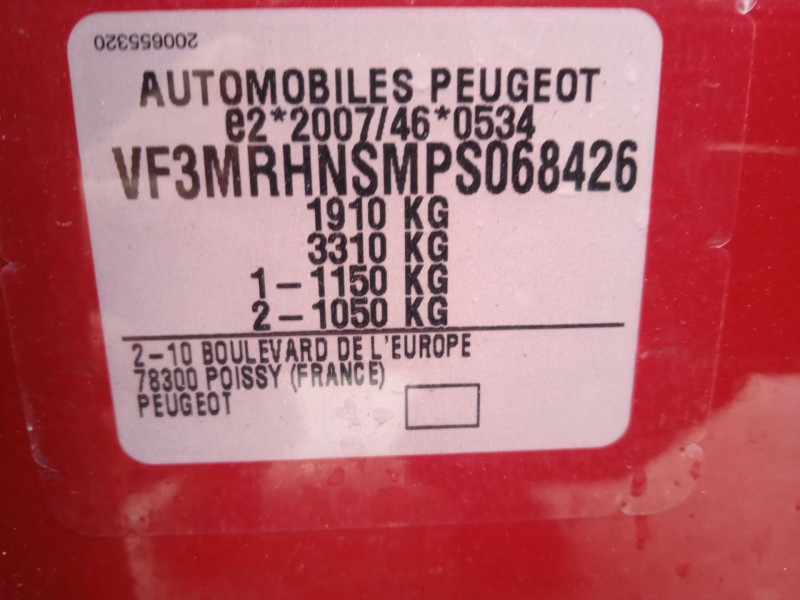 200655320
AUTOMOBILES PEUGEOT
e2*2007/46*0534
VF3MRHNSMPS068426
1910 KG
3310 KG
1-1150 KG
2-1050 KG
2-10 BOULEVARD DE L'EUROPE
78300 POISSY (FRANCE)
PEUGEOT